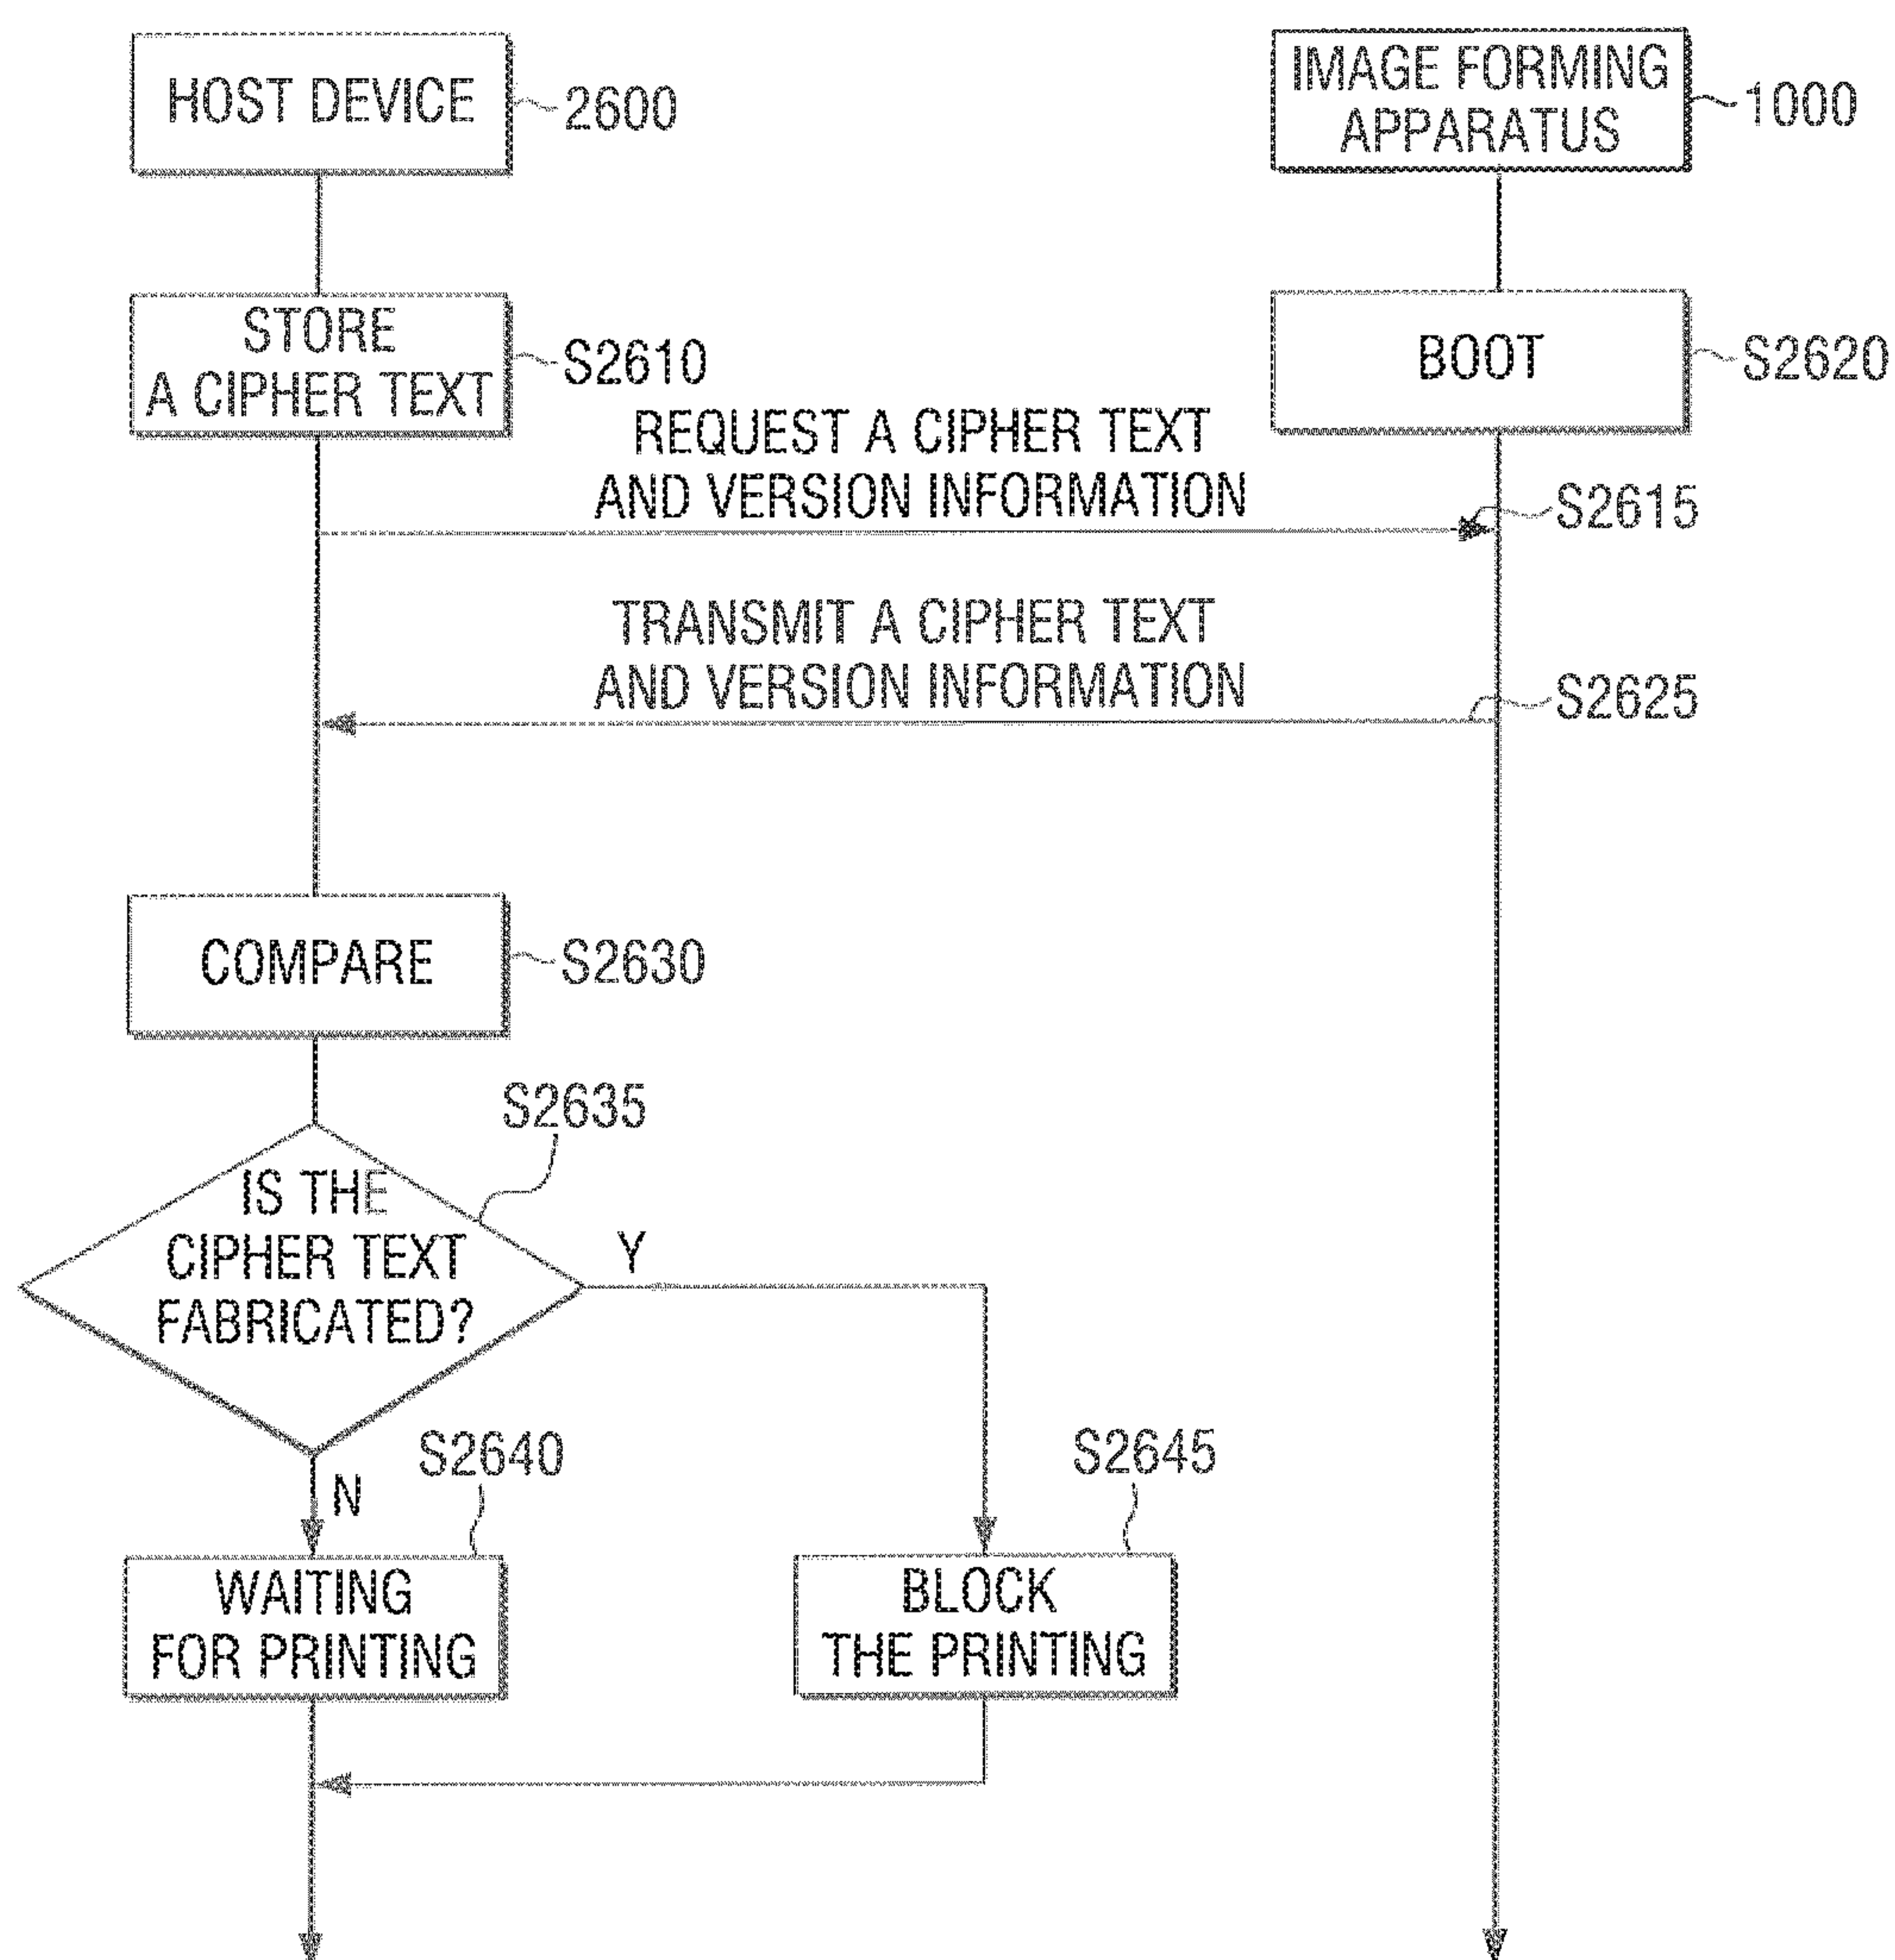 HOST DEVICE
2600
IMAGE FORMING
APPARATUS
1000
STORE
A CIPHER TEXT
S2610
BOOT
S2620
REQUEST A CIPHER TEXT
AND VERSION INFORMATION
S2615
TRANSMIT A CIPHER TEXT
AND VERSION INFORMATION
S2625
COMPARE
S2630
S2635
IS THE
CIPHER TEXT
FABRICATED?
Y
N
S2640
S2645
WAITING
FOR PRINTING
BLOCK
THE PRINTING